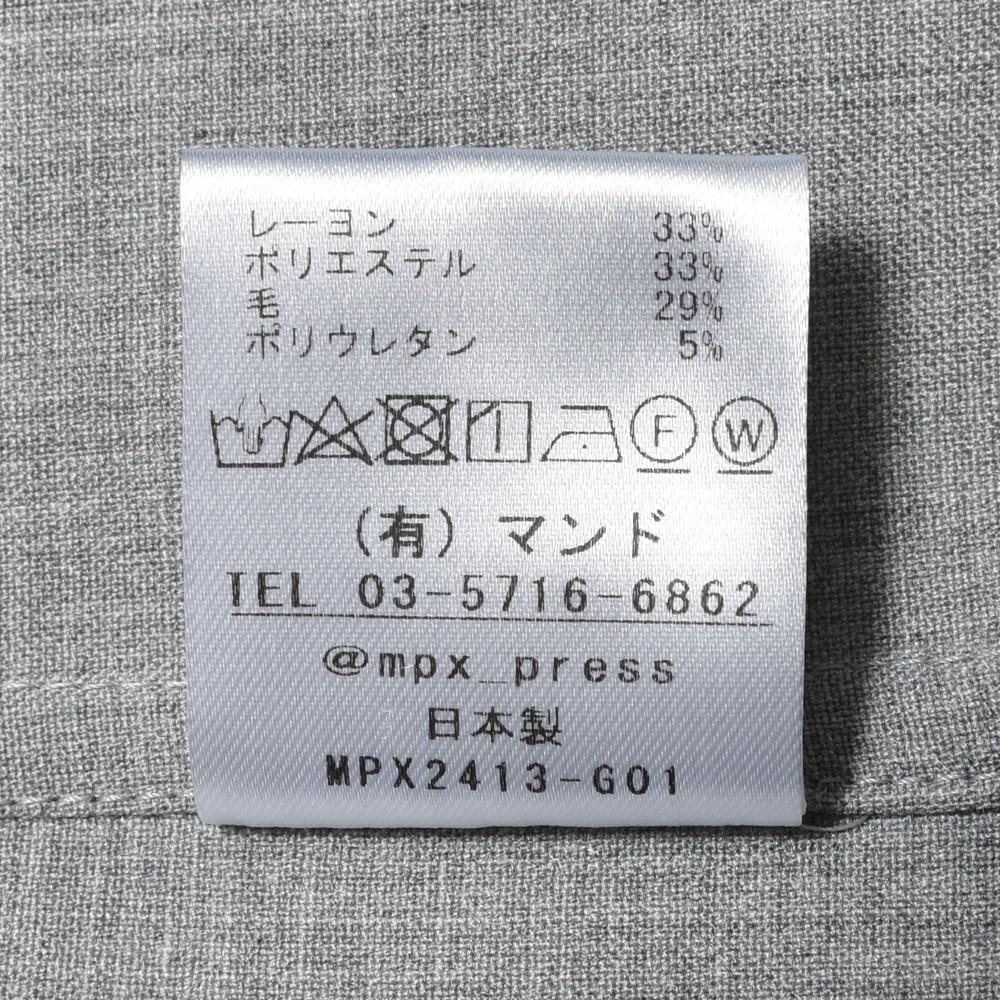 レーヨン 33%
ポリエステル 33%
毛 29%
ポリウレタン 5%
F W
(有) マンド
TEL 03-5716-6862
@mpx_press
日本製
MPX2413-G01